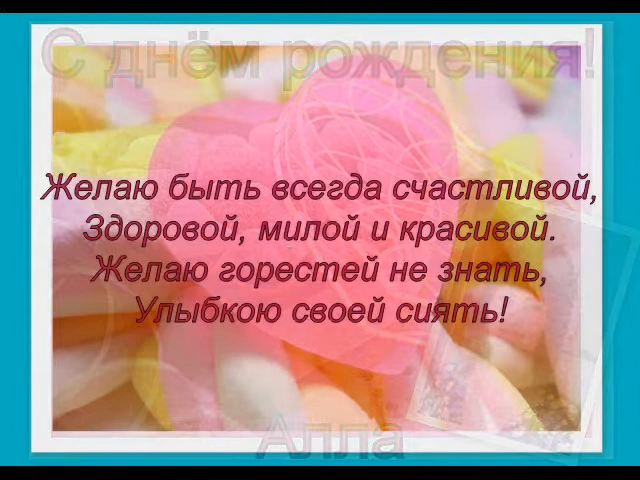 С днём рождения!
Желаю быть всегда счастливой,
Здоровой, милой и красивой.
Желаю горестей не знать,
Улыбкою своей сиять!
Алла